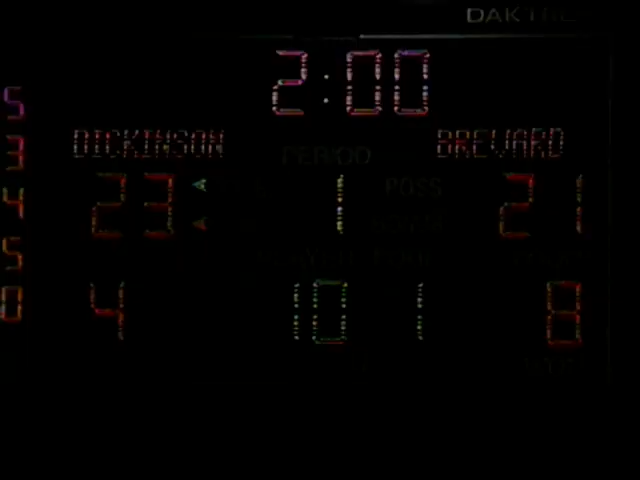 DAKTRONICS
2:00
DICKINSON PERIOD BREVARD
23 1 POSS 21
4 10 1 8
5
3
4
5
0